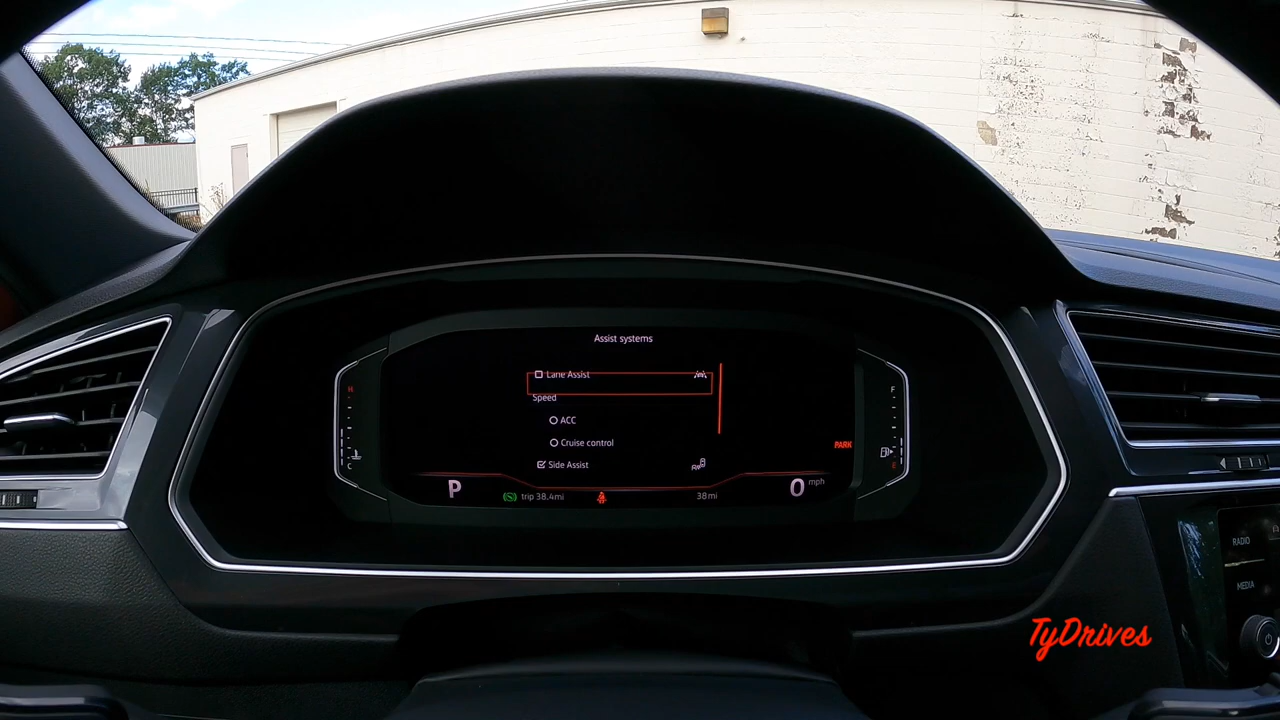 Assist systems
Lane Assist
Speed
ACC
Cruise control
Side Assist
PARK
P
trip 38.4mi
38mi
0 mph
H
C
F
E
RADIO
MEDIA
TyDrives